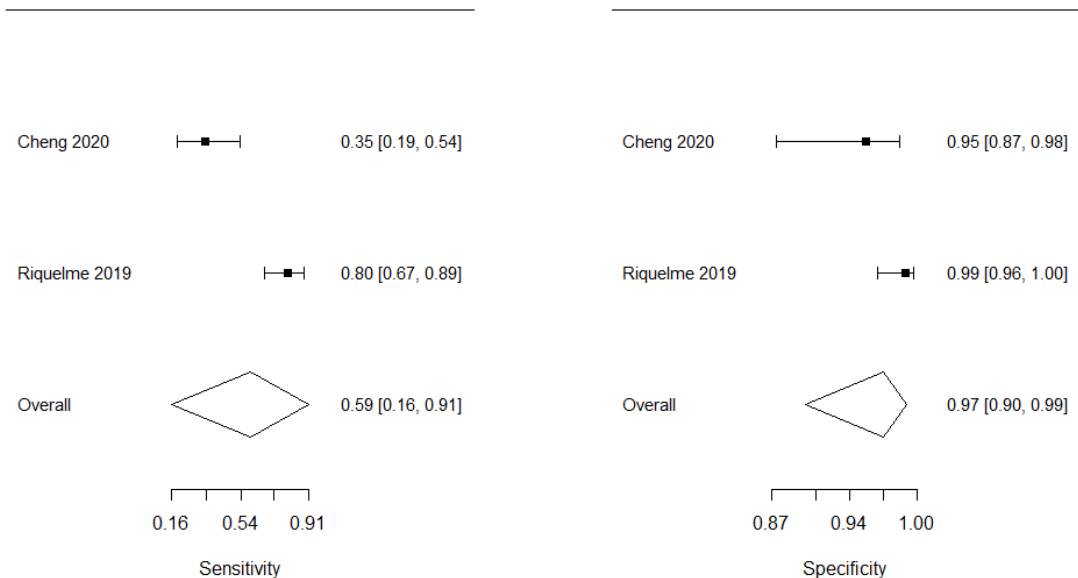 Cheng 2020 0.35 [0.19, 0.54]
Riquelme 2019 0.80 [0.67, 0.89]
Overall 0.59 [0.16, 0.91]
0.16 0.54 0.91
Sensitivity
Cheng 2020 0.95 [0.87, 0.98]
Riquelme 2019 0.99 [0.96, 1.00]
Overall 0.97 [0.90, 0.99]
0.87 0.94 1.00
Specificity